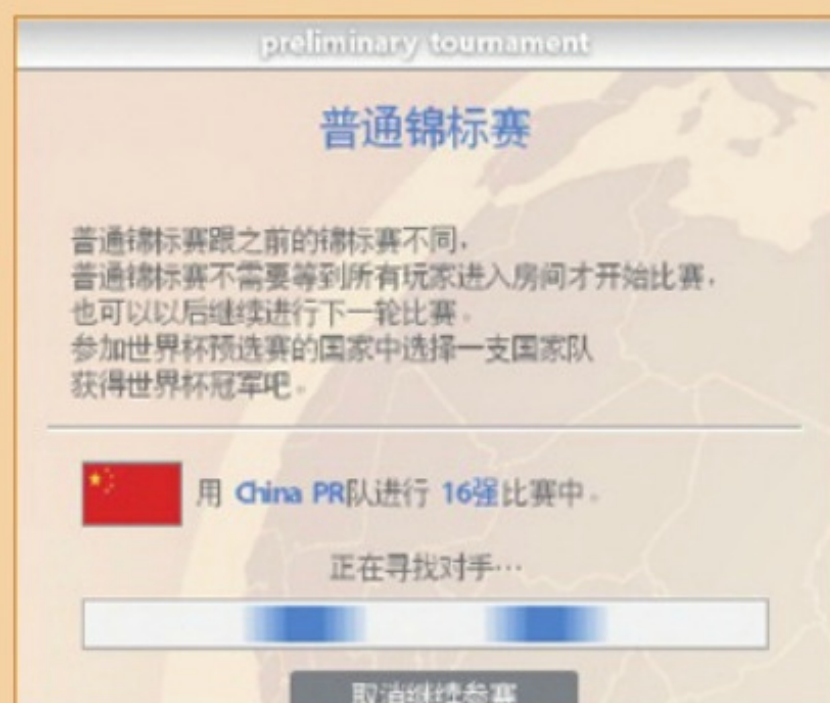 preliminary tournament
普通锦标赛
普通锦标赛跟之前的锦标赛不同，
普通锦标赛不需要等到所有玩家进入房间才开始比赛，
也可以以后继续进行下一轮比赛。
参加世界杯预选赛的国家中选择一支国家队
获得世界杯冠军吧。
用 China PR队进行 16强比赛中。
正在寻找对手…
取消继续参赛